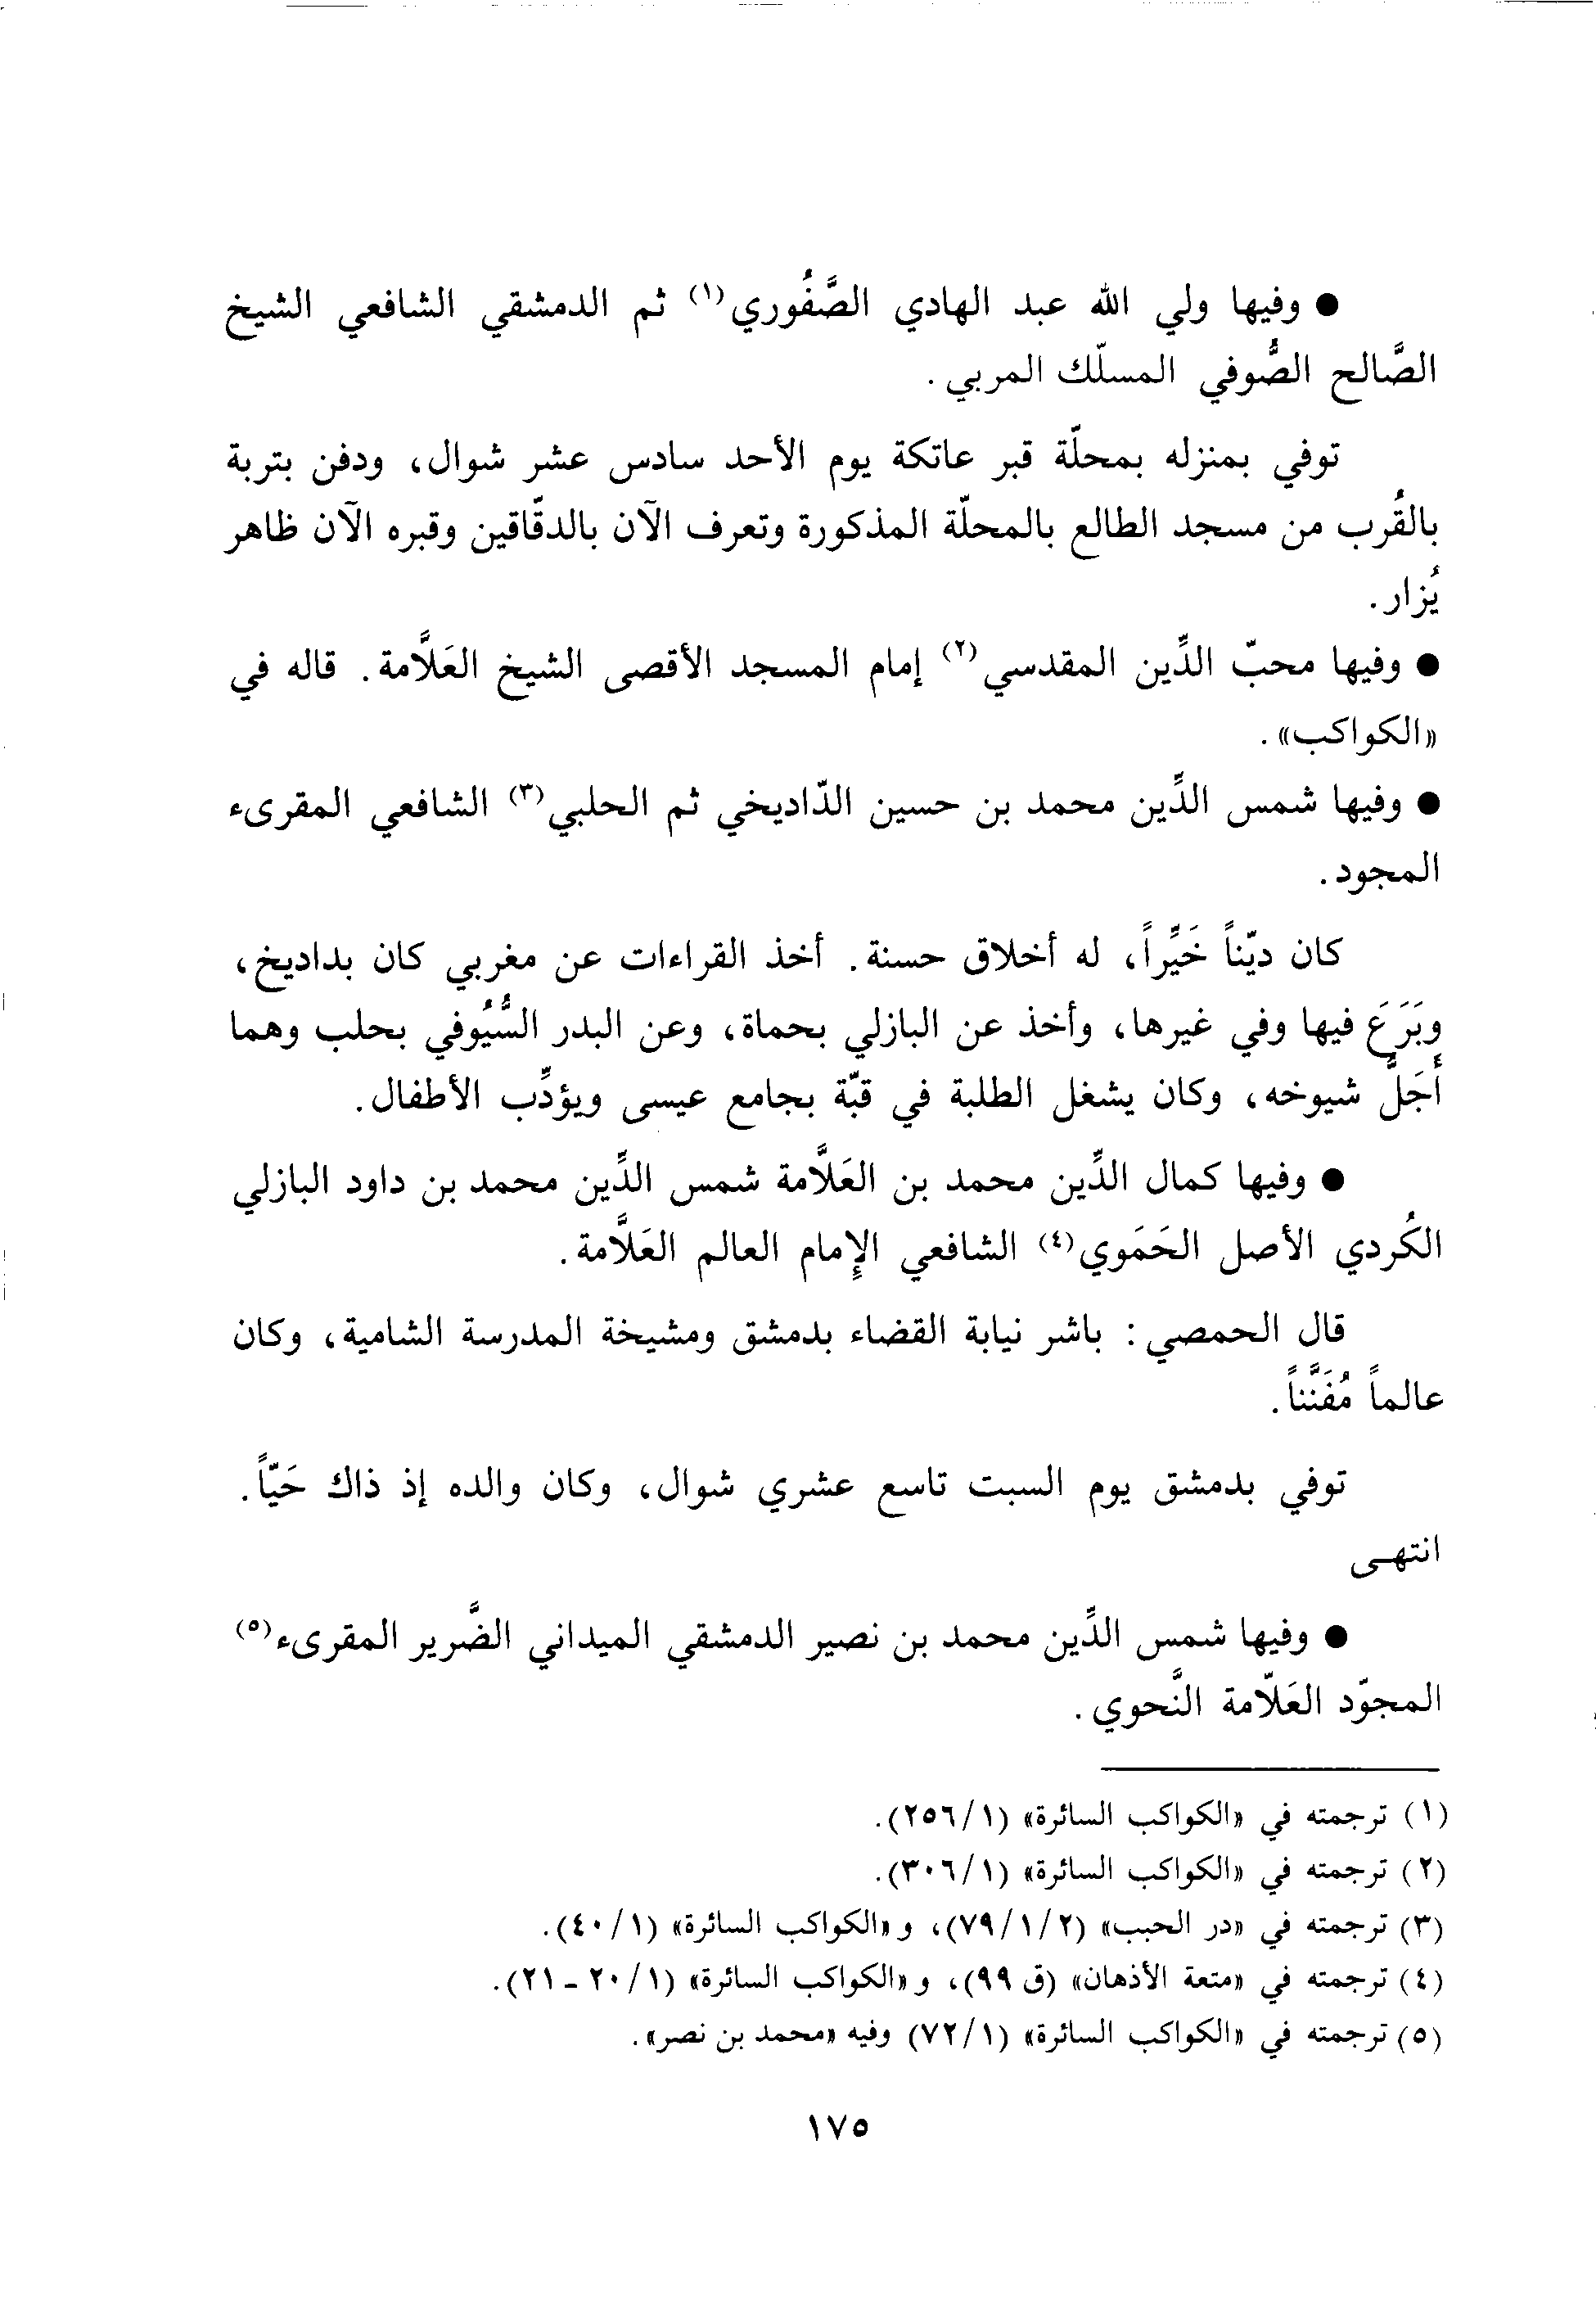 ● وفيها ولي الله عبد الهادي الصَّفُوري(١) ثم الدمشقي الشافعي الشيخ
الصَّالح الصُّوفي المسلّك المربي.
توفي بمنزله بمحلّة قبر عاتكة يوم الأحد سادس عشر شوال، ودفن بتربة
بالقُرب من مسجد الطالع بالمحلّة المذكورة وتعرف الآن بالدقّاقين وقبره الآن ظاهر
يُزار.
● وفيها محبّ الدِّين المقدسي(٢) إمام المسجد الأقصى الشيخ العَلَّامة. قاله في
«الكواكب».
● وفيها شمس الدِّين محمد بن حسين الدّاديخي ثم الحلبي(٣) الشافعي المقرىء
المجود.
كان ديّناً خَيِّراً، له أخلاق حسنة. أخذ القراءات عن مغربي كان بداديخ،
وبَرَعَ فيها وفي غيرها، وأخذ عن البازلي بحماة، وعن البدر السُّيُوفي بحلب وهما
أَجَلُّ شيوخه، وكان يشغل الطلبة في قبّة بجامع عيسى ويؤدِّب الأطفال.
● وفيها كمال الدِّين محمد بن العَلَّامة شمس الدِّين محمد بن داود البازلي
الكُردي الأصل الحَمَوي(٤) الشافعي الإمام العالم العَلَّامة.
قال الحمصي: باشر نيابة القضاء بدمشق ومشيخة المدرسة الشامية، وكان
عالماً مُفَنَّناً.
توفي بدمشق يوم السبت تاسع عشري شوال، وكان والده إذ ذاك حَيّاً.
انتهى
● وفيها شمس الدِّين محمد بن نصير الدمشقي الميداني الضَّرير المقرىء(٥)
المجوّد العَلّامة النَّحوي.
(١) ترجمته في «الكواكب السائرة» (٢٥٦/١).
(٢) ترجمته في «الكواكب السائرة» (٣٠٦/١).
(٣) ترجمته في «در الحبب» (٧٩/١/٢)، و «الكواكب السائرة» (٤٠/١).
(٤) ترجمته في «متعة الأذهان» (ق ٩٩)، و «الكواكب السائرة» (٢٠/١ - ٢١).
(٥) ترجمته في «الكواكب السائرة» (٧٢/١) وفيه «محمد بن نصر».
١٧٥